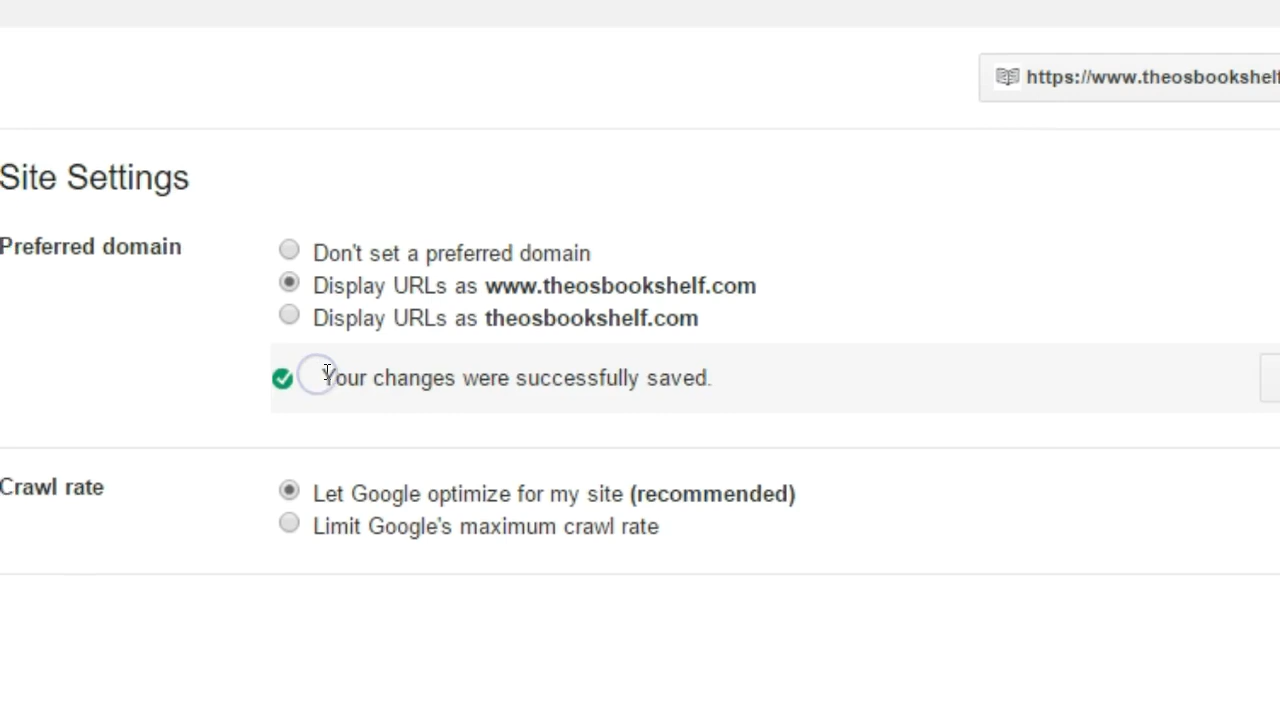 https://www.theosbookshelf
Site Settings
Preferred domain
Don't set a preferred domain
Display URLs as www.theosbookshelf.com
Display URLs as theosbookshelf.com
Your changes were successfully saved.
Crawl rate
Let Google optimize for my site (recommended)
Limit Google's maximum crawl rate